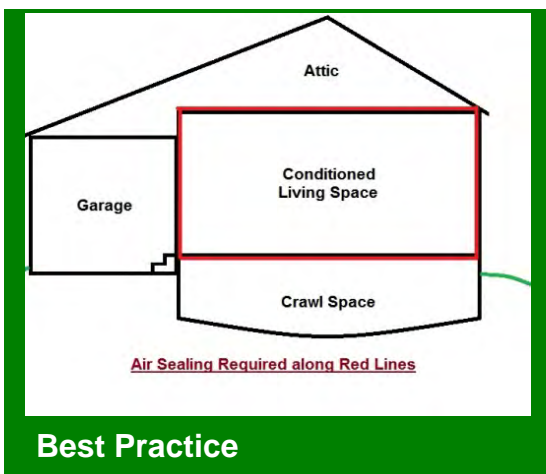 Attic
Conditioned
Living Space
Garage
Crawl Space
Air Sealing Required along Red Lines
Best Practice